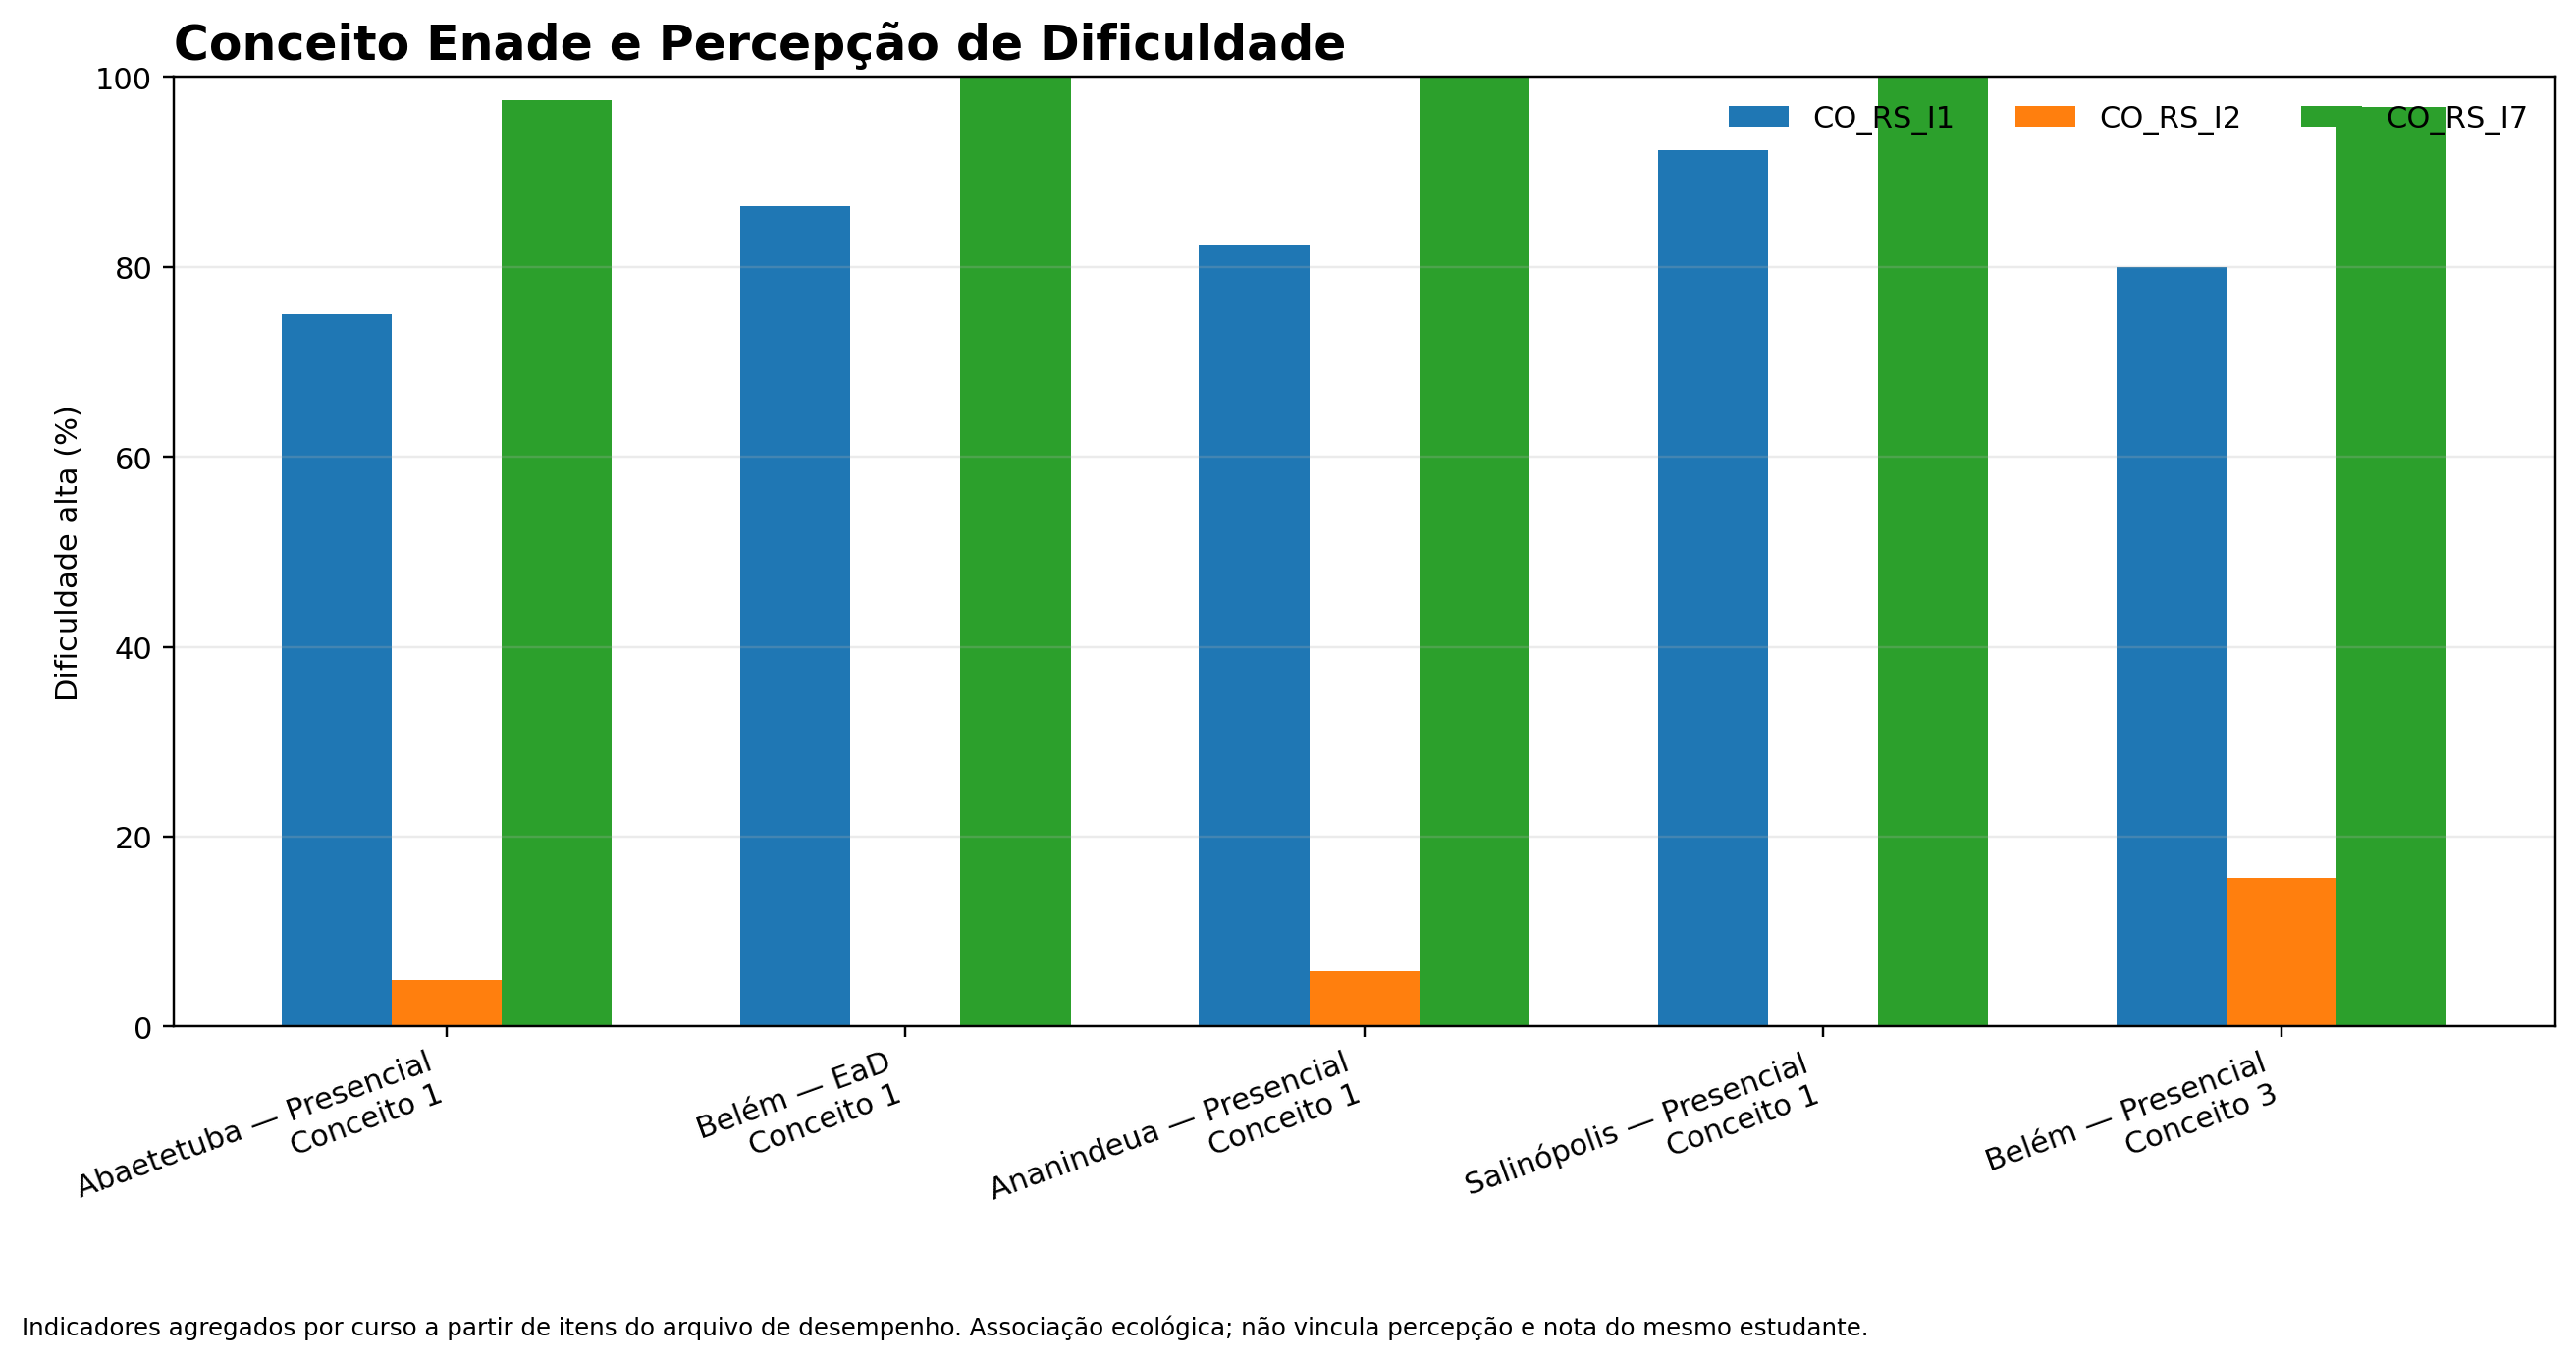 Conceito Enade e Percepção de Dificuldade
100
80
60
40
20
0
Dificuldade alta (%)
CO_RS_I1
CO_RS_I2
CO_RS_I7
Abaetetuba — Presencial
Conceito 1
Belém — EaD
Conceito 1
Ananindeua — Presencial
Conceito 1
Salinópolis — Presencial
Conceito 1
Belém — Presencial
Conceito 3
Indicadores agregados por curso a partir de itens do arquivo de desempenho. Associação ecológica; não vincula percepção e nota do mesmo estudante.